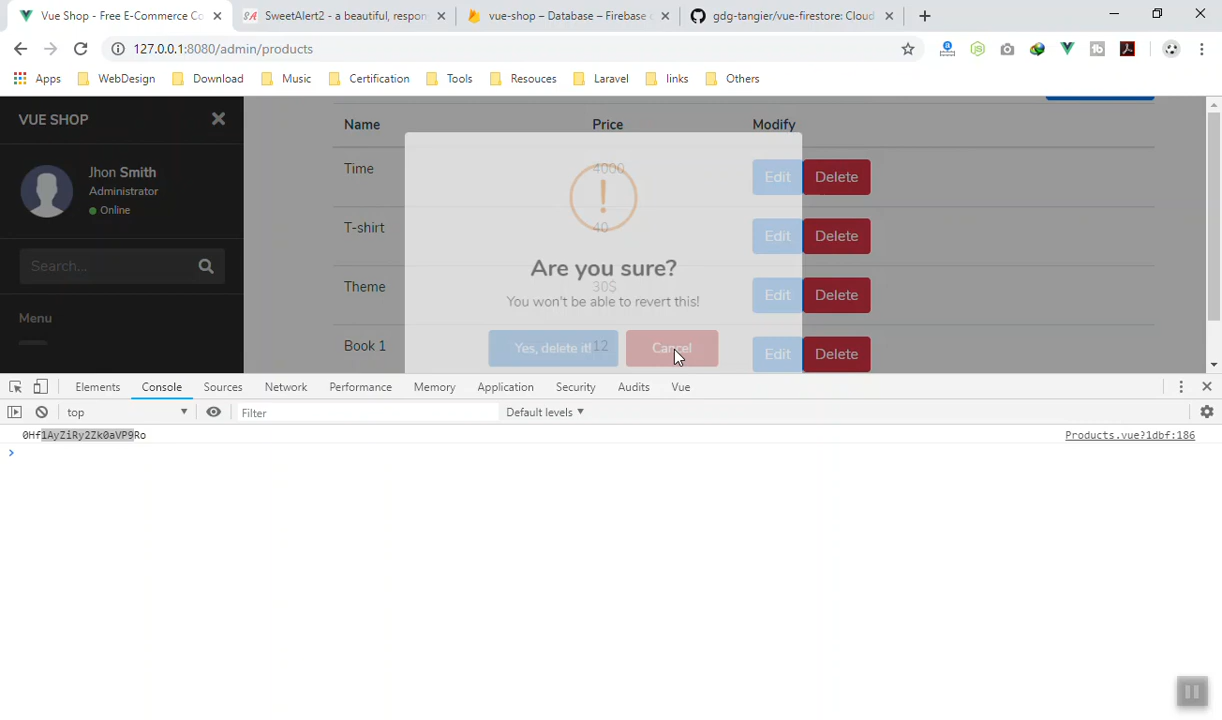 Vue Shop - Free E-Commerce Co
SweetAlert2 - a beautiful, respon
vue-shop – Database – Firebase c
gdg-tangier/vue-firestore: Cloud
127.0.0.1:8080/admin/products
Apps WebDesign Download Music Certification Tools Resouces Laravel links Others
VUE SHOP
Jhon Smith
Administrator
Online
Search...
Menu
Name Price Modify
Time 4000 Edit Delete
T-shirt 40 Edit Delete
Theme 30$ Edit Delete
Book 1 12 Edit Delete
!
Are you sure?
You won't be able to revert this!
Yes, delete it! Cancel
Elements Console Sources Network Performance Memory Application Security Audits Vue
top Filter Default levels
0Hf1AyZiRy2Zk0aVP9Ro Products.vue?1dbf:186